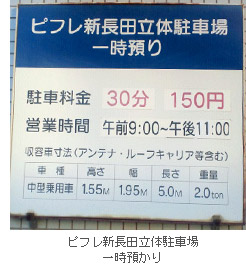 ピフレ新長田立体駐車場
一時預り
駐車料金 30分 150円
営業時間 午前9:00~午後11:00
収容車寸法(アンテナ・ルーフキャリア等含む)
車種 高さ 幅 長さ 重量
中型乗用車 1.55M 1.95M 5.0M 2.0ton
ピフレ新長田立体駐車場
一時預かり